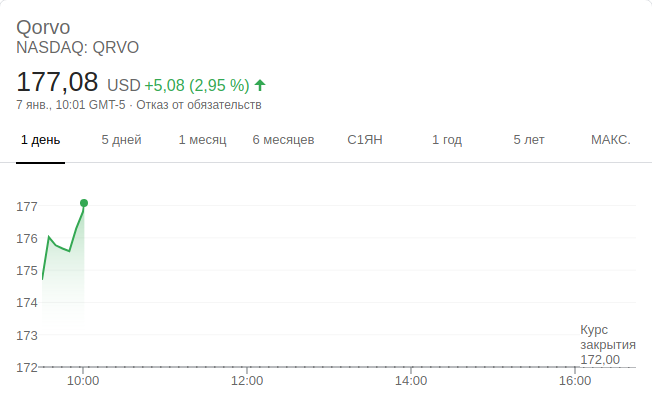 Qorvo
NASDAQ: QRVO
177,08 USD +5,08 (2,95 %)
7 янв., 10:01 GMT-5 · Отказ от обязательств
1 день 5 дней 1 месяц 6 месяцев С1ЯН 1 год 5 лет МАКС.
177
176
175
174
173
172
Курс
закрытия
172,00
10:00 12:00 14:00 16:00